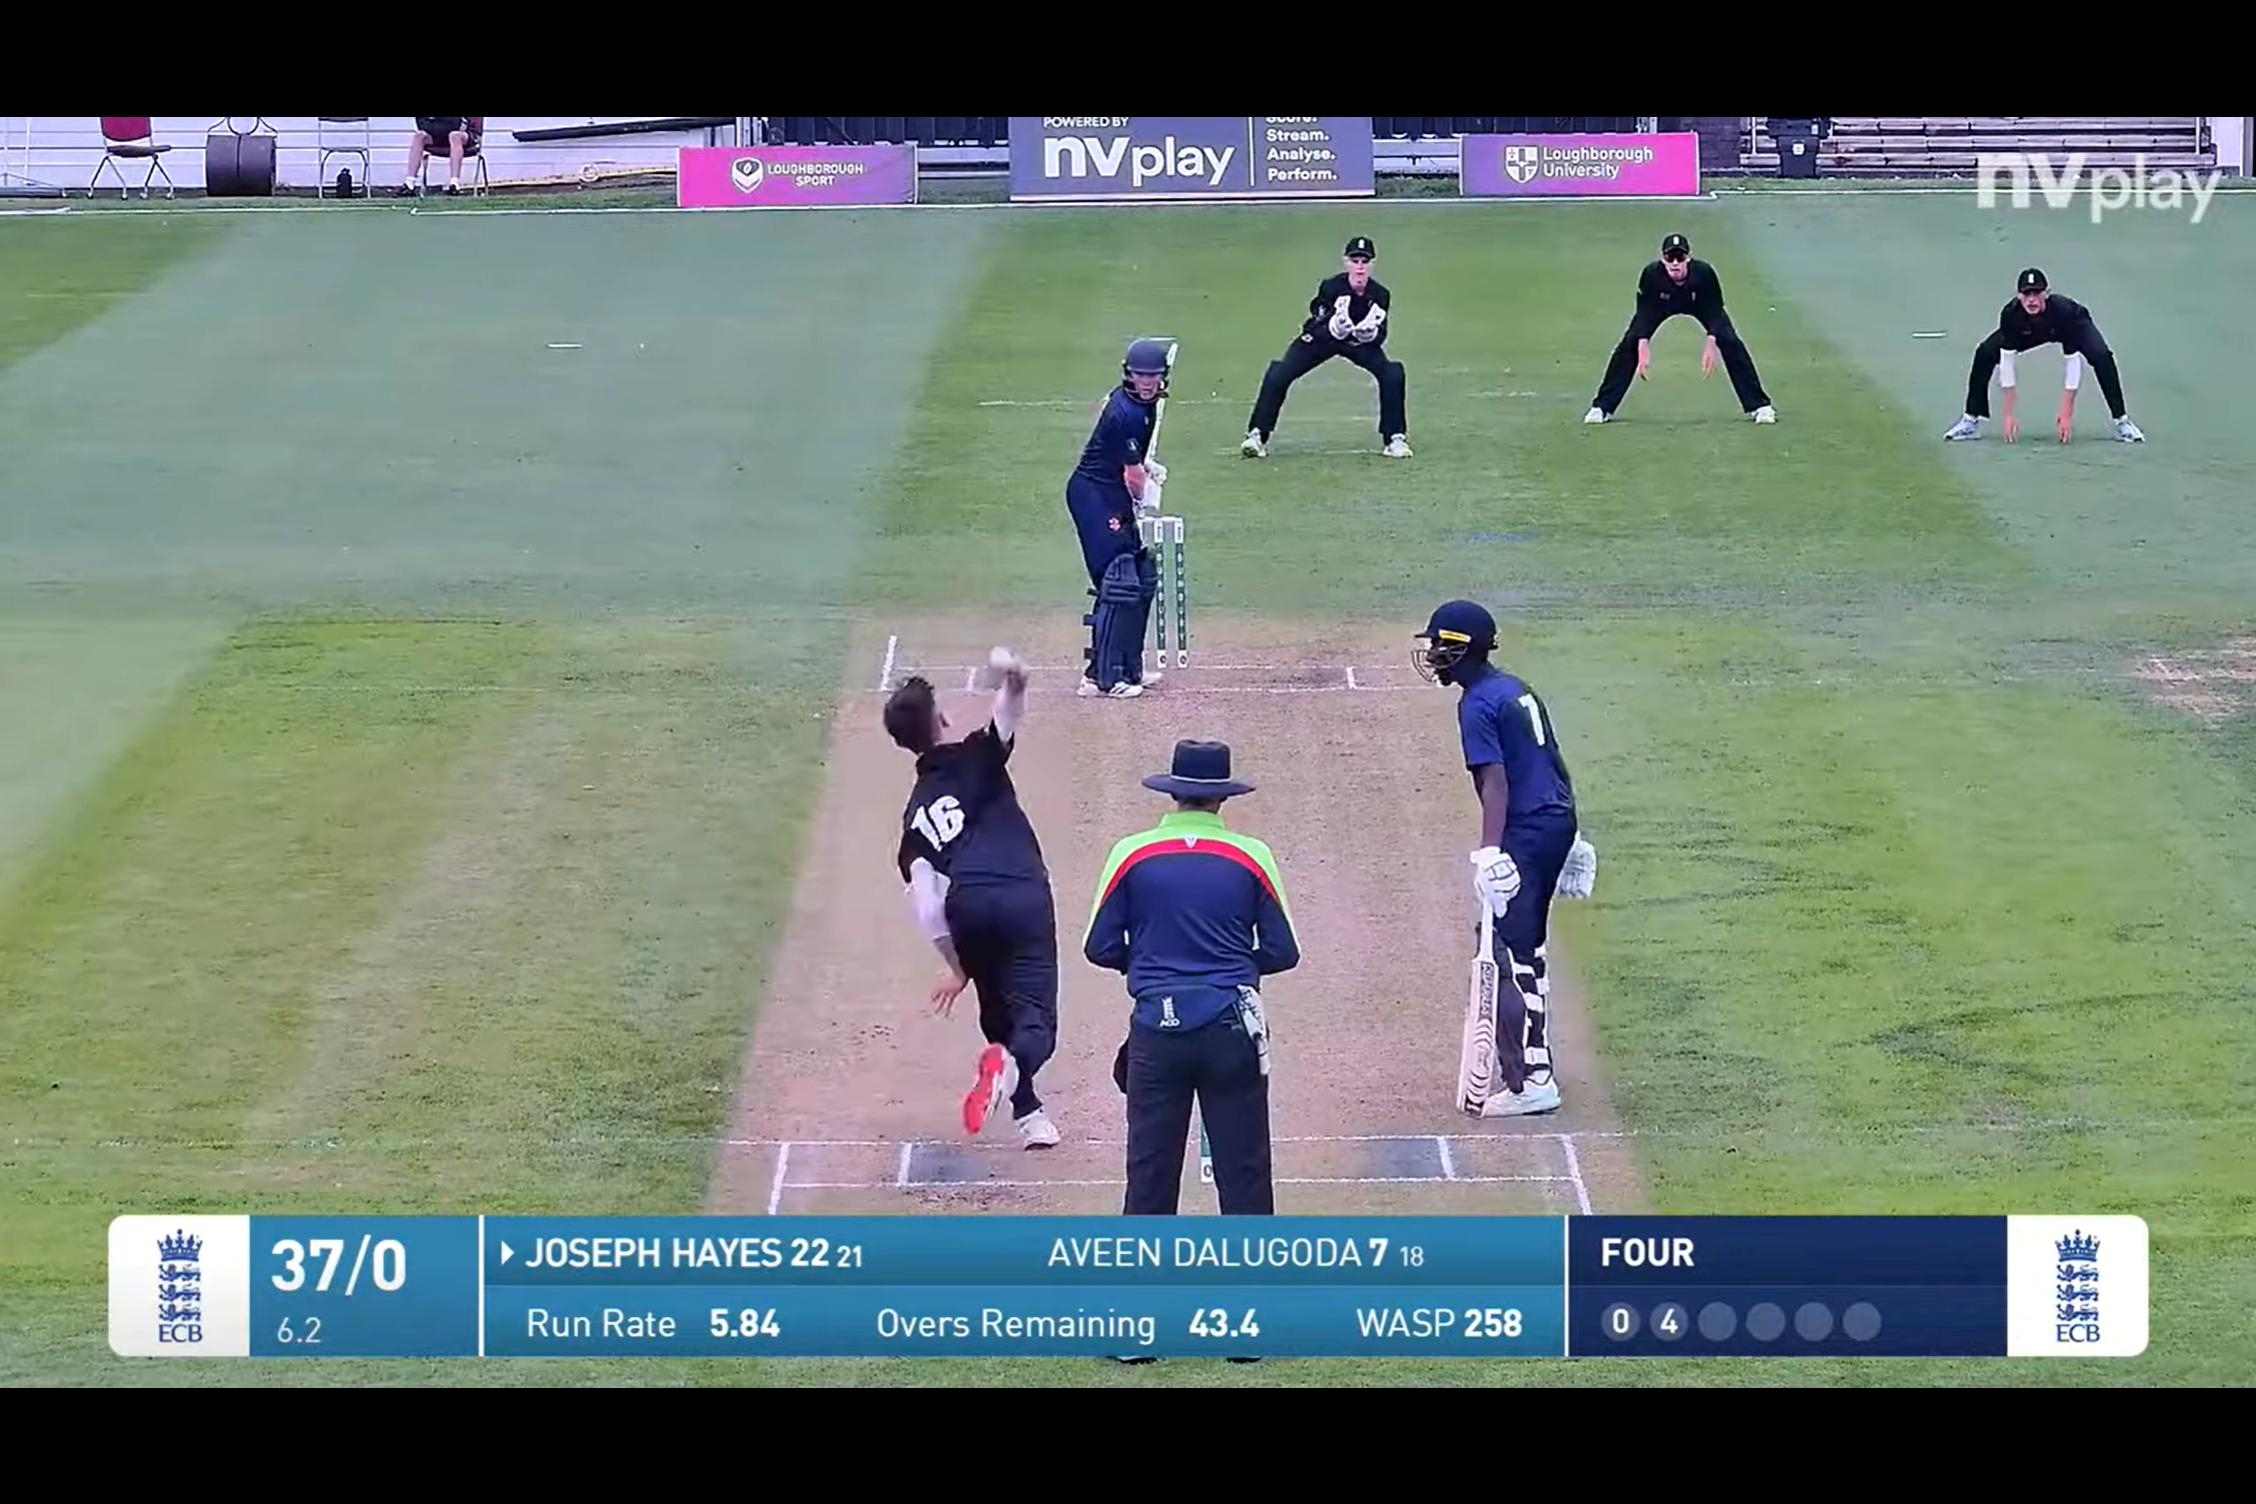 POWERED BY
nvplay
Score.
Stream.
Analyse.
Perform.
LOUGHBOROUGH
SPORT
Loughborough
University
nvplay
16
7
ECB
37/0
6.2
JOSEPH HAYES 22 21
AVEEN DALUGODA 7 18
Run Rate 5.84
Overs Remaining 43.4
WASP 258
FOUR
0 4
ECB